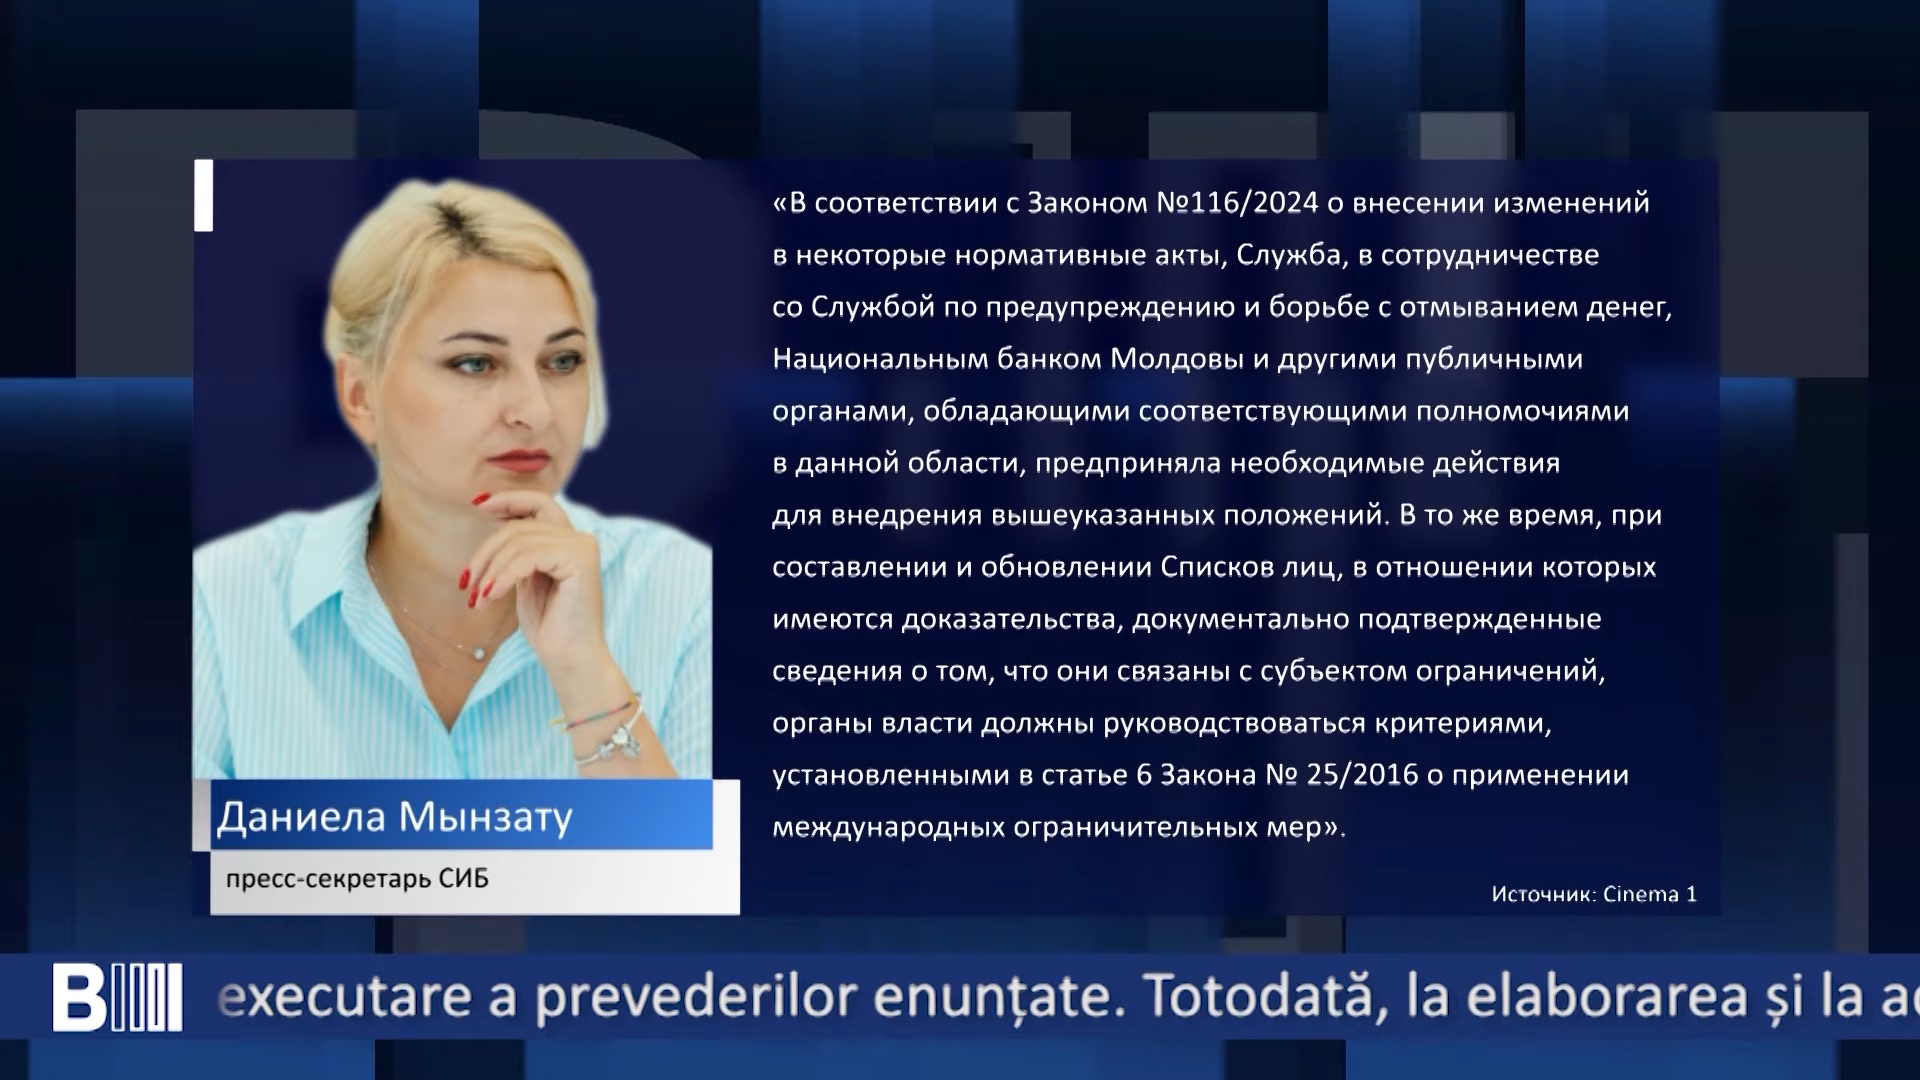 «В соответствии с Законом №116/2024 о внесении изменений
в некоторые нормативные акты, Служба, в сотрудничестве
со Службой по предупреждению и борьбе с отмыванием денег,
Национальным банком Молдовы и другими публичными
органами, обладающими соответствующими полномочиями
в данной области, предприняла необходимые действия
для внедрения вышеуказанных положений. В то же время, при
составлении и обновлении Списков лиц, в отношении которых
имеются доказательства, документально подтвержденные
сведения о том, что они связаны с субъектом ограничений,
органы власти должны руководствоваться критериями,
установленными в статье 6 Закона № 25/2016 о применении
международных ограничительных мер».
Источник: Cinema 1
Даниела Мынзату
пресс-секретарь СИБ
B
executare a prevederilor enunțate. Totodată, la elaborarea și la